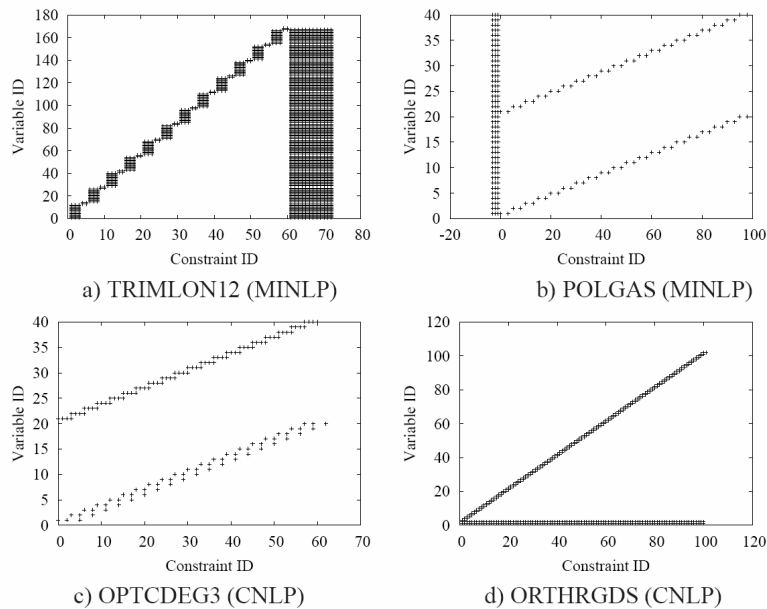 180
160
140
120
100
80
60
40
20
0
Variable ID
0 10 20 30 40 50 60 70 80
Constraint ID
a) TRIMLON12 (MINLP)
40
35
30
25
20
15
10
5
0
Variable ID
-20 0 20 40 60 80 100
Constraint ID
b) POLGAS (MINLP)
40
35
30
25
20
15
10
5
0
Variable ID
0 10 20 30 40 50 60 70
Constraint ID
c) OPTCDEG3 (CNLP)
120
100
80
60
40
20
0
Variable ID
0 20 40 60 80 100 120
Constraint ID
d) ORTHRGDS (CNLP)